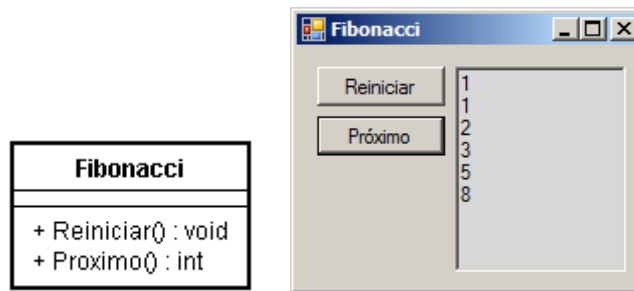 Fibonacci
+ Reiniciar() : void
+ Proximo() : int
Fibonacci
Reiniciar
Próximo
1
1
2
3
5
8